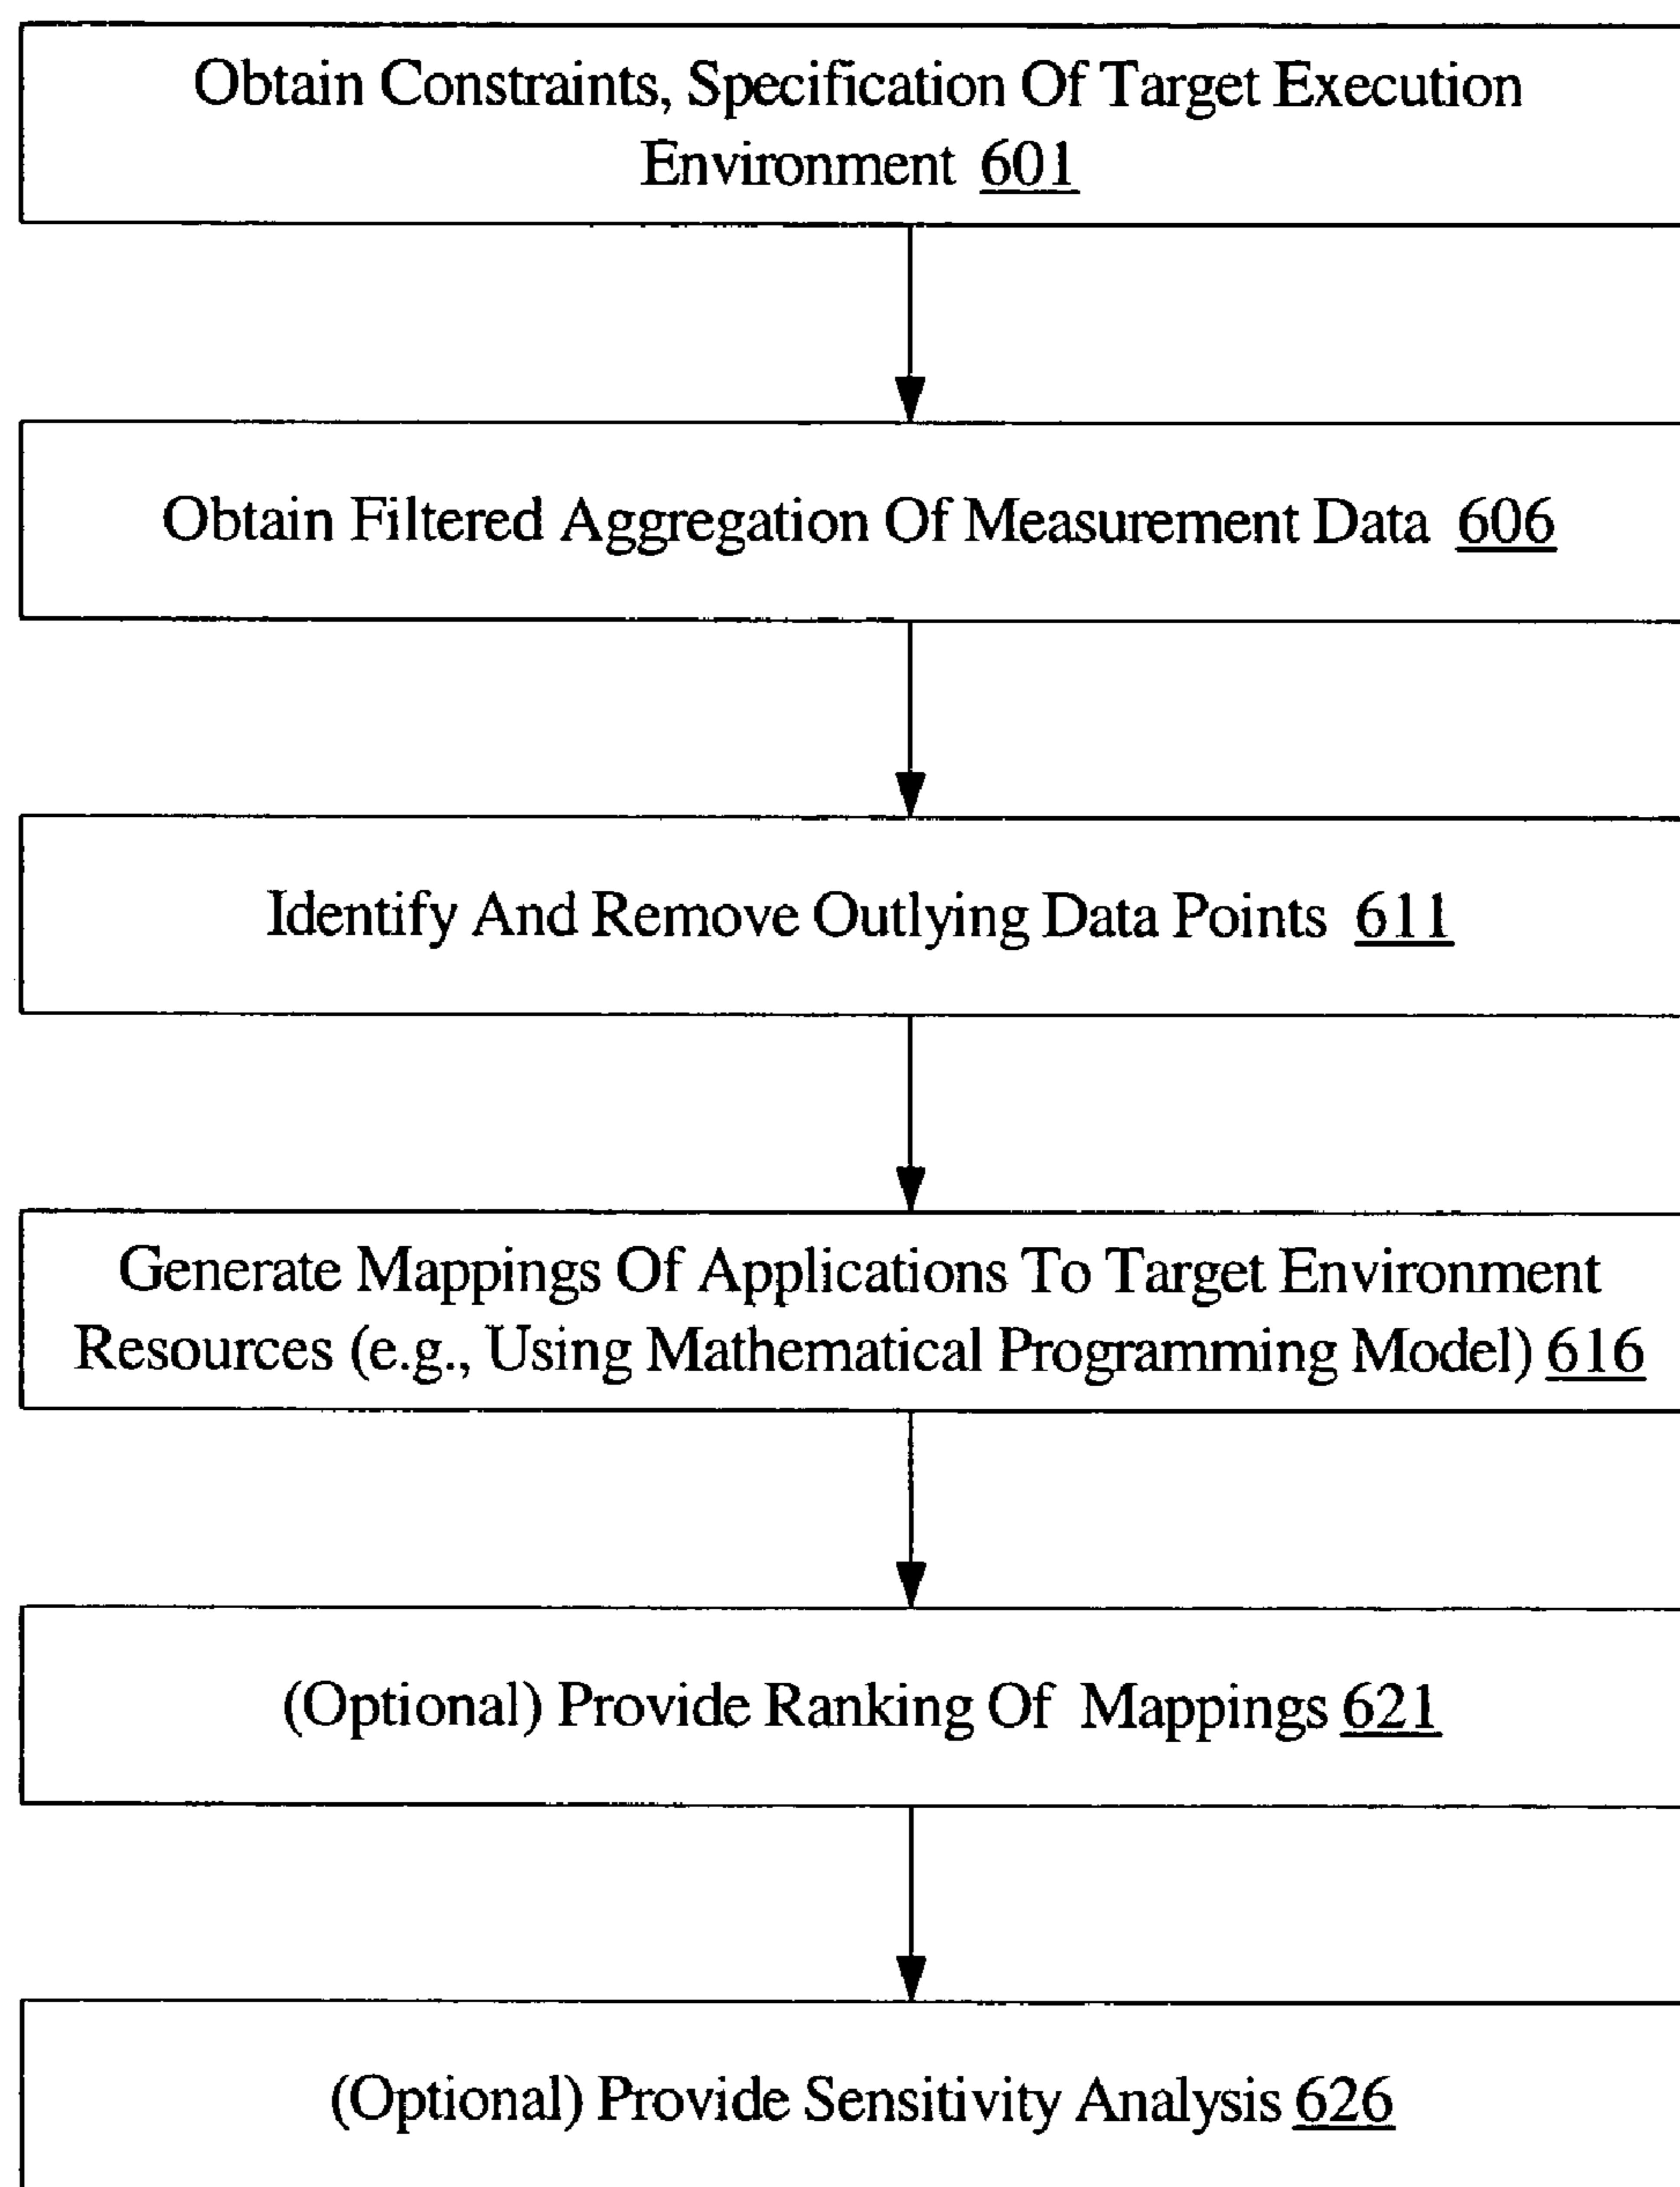 Obtain Constraints, Specification Of Target Execution
Environment 601
Obtain Filtered Aggregation Of Measurement Data 606
Identify And Remove Outlying Data Points 611
Generate Mappings Of Applications To Target Environment
Resources (e.g., Using Mathematical Programming Model) 616
(Optional) Provide Ranking Of Mappings 621
(Optional) Provide Sensitivity Analysis 626